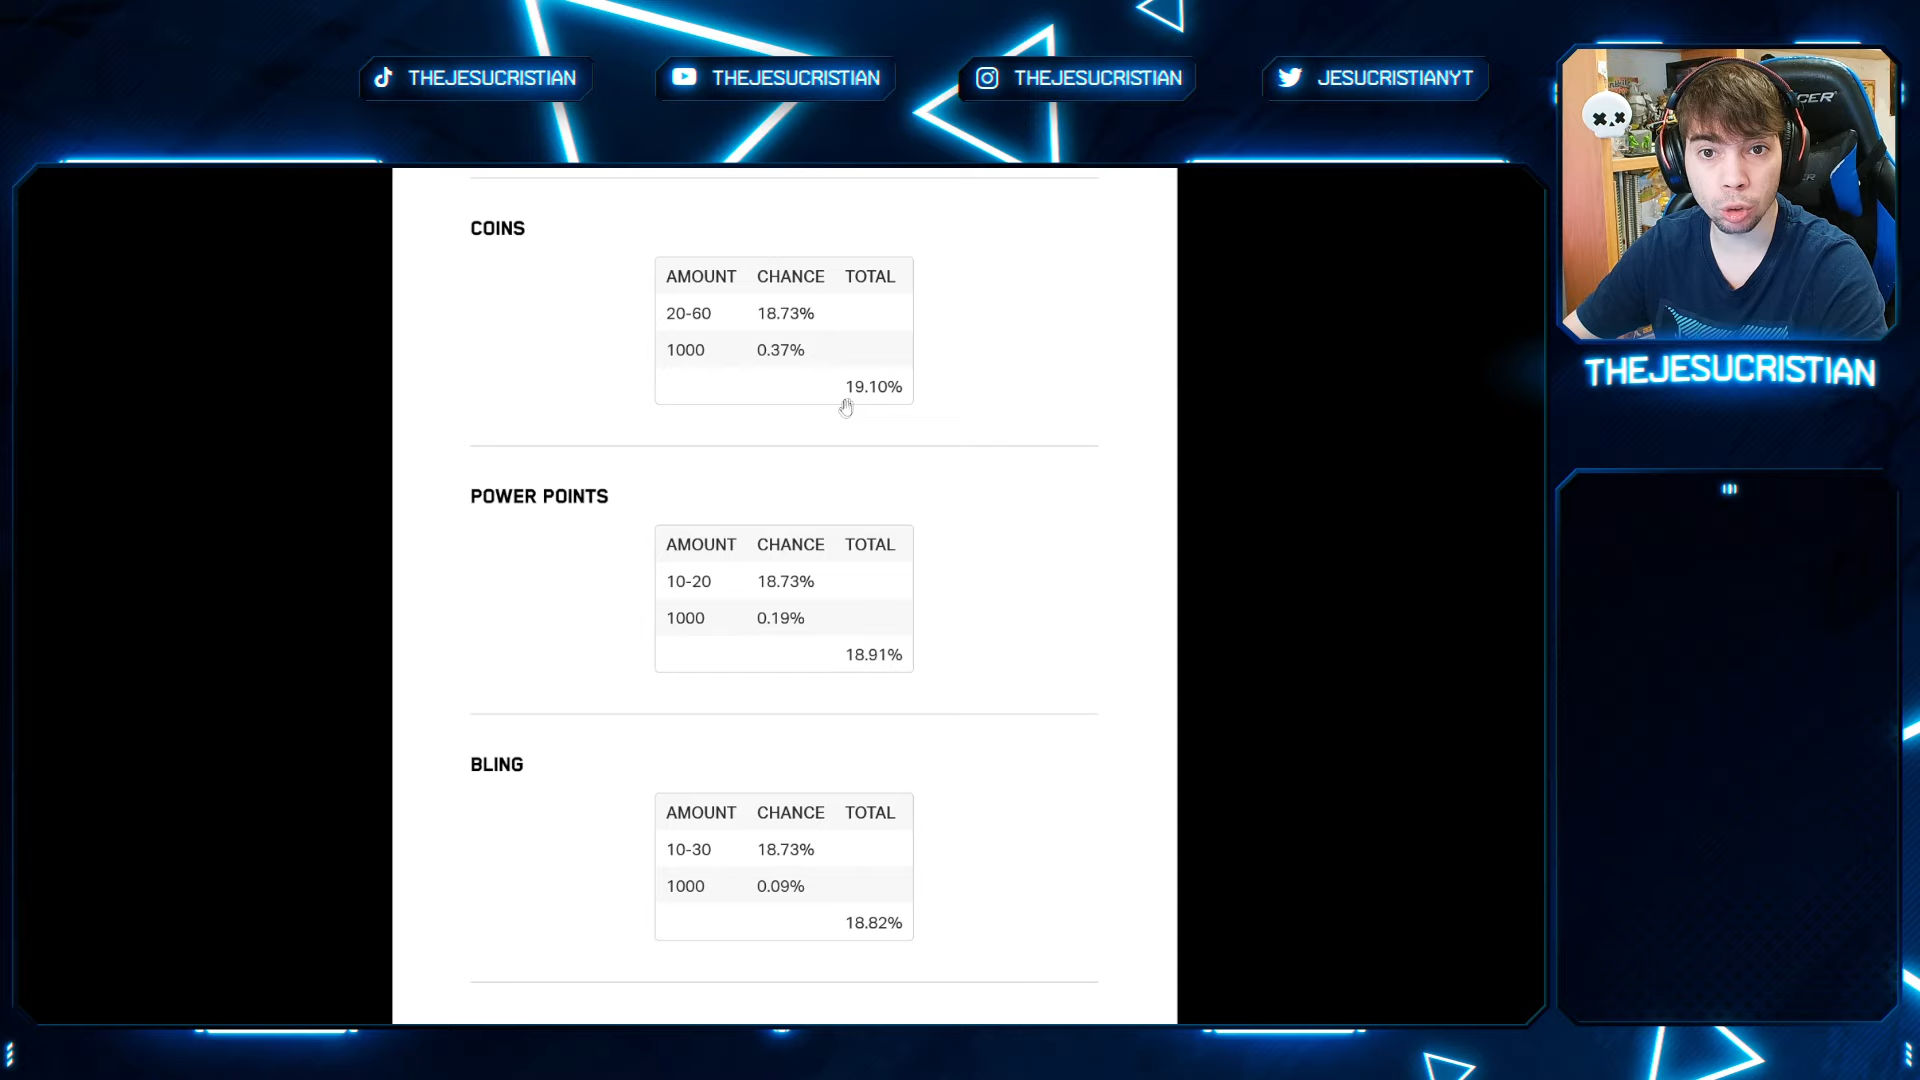 THEJESUCRISTIAN
THEJESUCRISTIAN
THEJESUCRISTIAN
JESUCRISTIANYT
CER
THEJESUCRISTIAN
COINS
AMOUNT CHANCE TOTAL
20-60 18.73%
1000 0.37%
19.10%
POWER POINTS
AMOUNT CHANCE TOTAL
10-20 18.73%
1000 0.19%
18.91%
BLING
AMOUNT CHANCE TOTAL
10-30 18.73%
1000 0.09%
18.82%